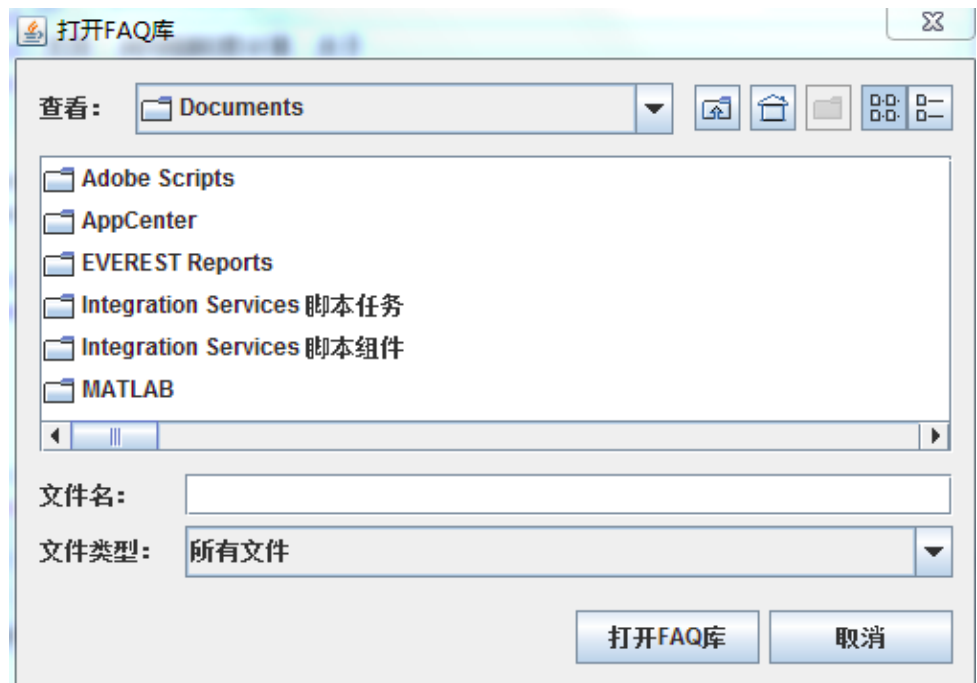 打开FAQ库
查看：
Documents
Adobe Scripts
AppCenter
EVEREST Reports
Integration Services 脚本任务
Integration Services 脚本组件
MATLAB
文件名：
文件类型： 所有文件
打开FAQ库 取消